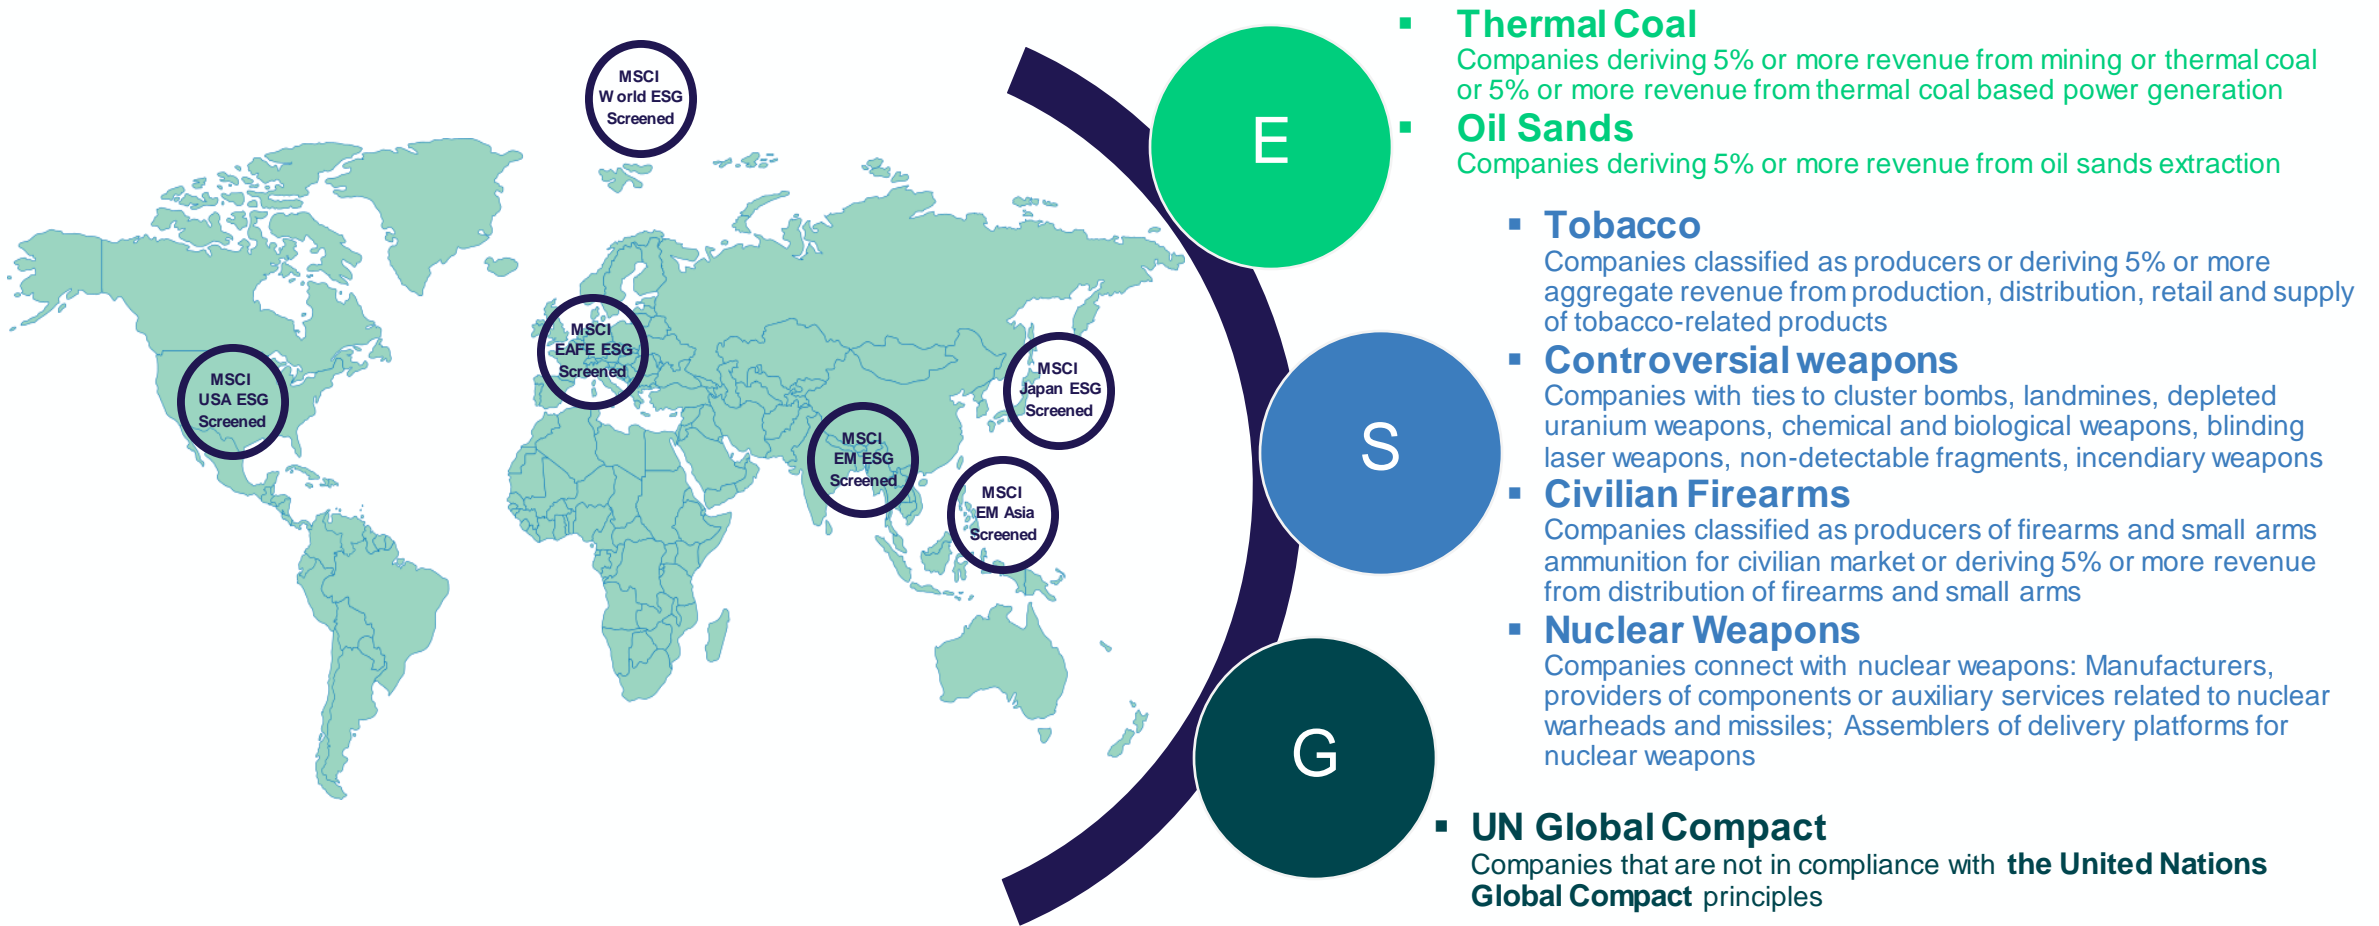 MSCI
World ESG
Screened
MSCI
USA ESG
Screened
MSCI
EAFE ESG
Screened
MSCI
Japan ESG
Screened
MSCI
EM ESG
Screened
MSCI
EM Asia
Screened
E
▪ Thermal Coal
Companies deriving 5% or more revenue from mining or thermal coal
or 5% or more revenue from thermal coal based power generation
▪ Oil Sands
Companies deriving 5% or more revenue from oil sands extraction
S
▪ Tobacco
Companies classified as producers or deriving 5% or more
aggregate revenue from production, distribution, retail and supply
of tobacco-related products
▪ Controversial weapons
Companies with ties to cluster bombs, landmines, depleted
uranium weapons, chemical and biological weapons, blinding
laser weapons, non-detectable fragments, incendiary weapons
▪ Civilian Firearms
Companies classified as producers of firearms and small arms
ammunition for civilian market or deriving 5% or more revenue
from distribution of firearms and small arms
▪ Nuclear Weapons
Companies connect with nuclear weapons: Manufacturers,
providers of components or auxiliary services related to nuclear
warheads and missiles; Assemblers of delivery platforms for
nuclear weapons
G
▪ UN Global Compact
Companies that are not in compliance with the United Nations
Global Compact principles